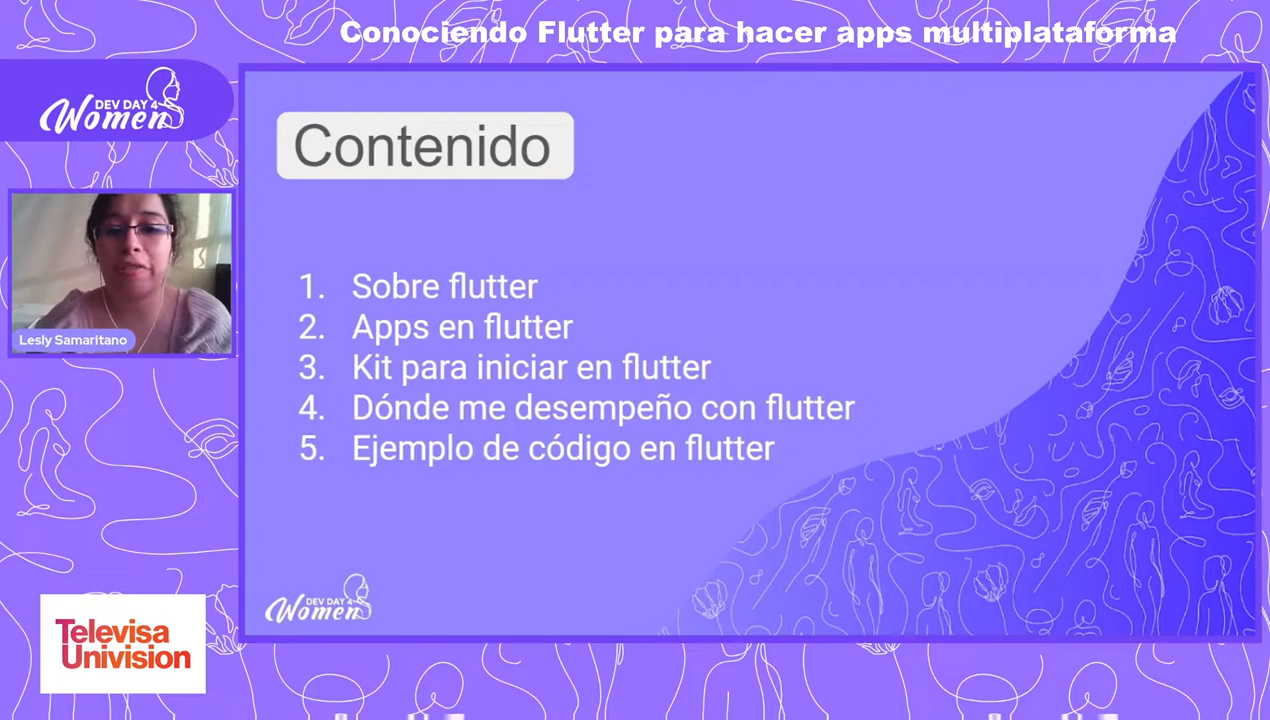 Conociendo Flutter para hacer apps multiplataforma
DEV DAY 4
Women
Contenido
1. Sobre flutter
2. Apps en flutter
3. Kit para iniciar en flutter
4. Dónde me desempeño con flutter
5. Ejemplo de código en flutter
Lesly Samaritano
DEV DAY 4
Women
Televisa
Univision